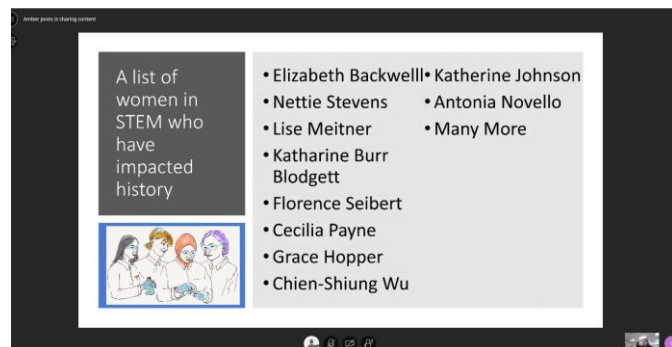 Amber Jones is sharing content
A list of
women in
STEM who
have
impacted
history
• Elizabeth Backwelll
• Nettie Stevens
• Lise Meitner
• Katharine Burr
Blodgett
• Florence Seibert
• Cecilia Payne
• Grace Hopper
• Chien-Shiung Wu
• Katherine Johnson
• Antonia Novello
• Many More